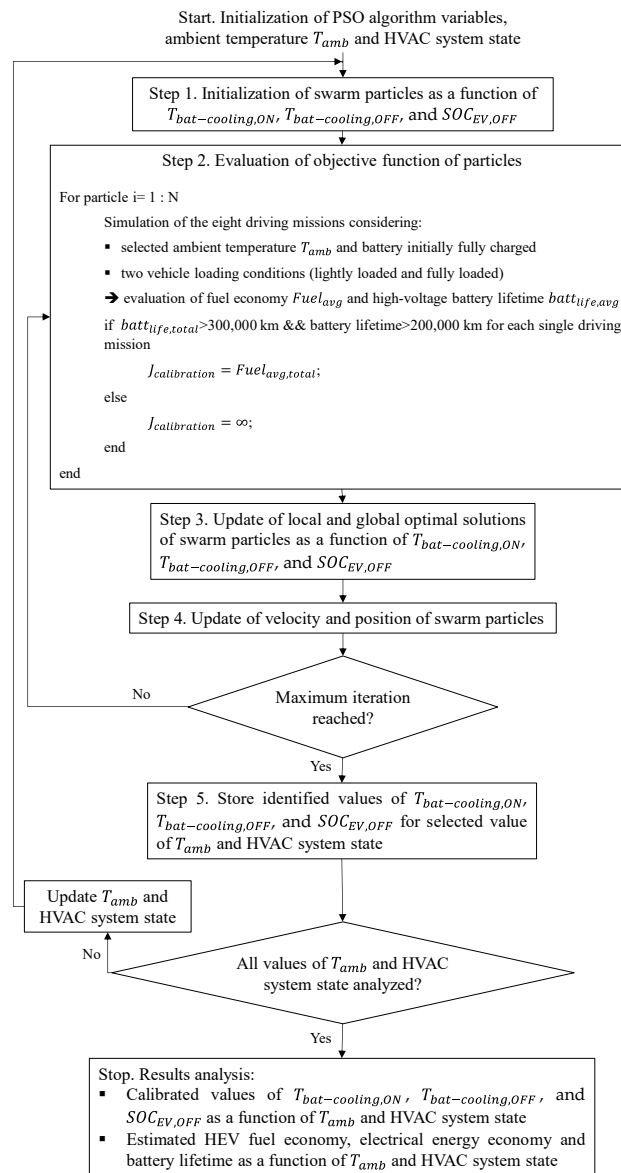 Start. Initialization of PSO algorithm variables,
ambient temperature T_amb and HVAC system state
Step 1. Initialization of swarm particles as a function of
T_bat−cooling,ON, T_bat−cooling,OFF, and SOC_EV,OFF
Step 2. Evaluation of objective function of particles
For particle i= 1 : N
Simulation of the eight driving missions considering:
▪ selected ambient temperature T_amb and battery initially fully charged
▪ two vehicle loading conditions (lightly loaded and fully loaded)
➔ evaluation of fuel economy Fuel_avg and high-voltage battery lifetime batt_life,avg
if batt_life,total>300,000 km && battery lifetime>200,000 km for each single driving
mission
J_calibration = Fuel_avg,total;
else
J_calibration = ∞;
end
end
Step 3. Update of local and global optimal solutions
of swarm particles as a function of T_bat−cooling,ON,
T_bat−cooling,OFF, and SOC_EV,OFF
Step 4. Update of velocity and position of swarm particles
No
Maximum iteration
reached?
Yes
Step 5. Store identified values of T_bat−cooling,ON,
T_bat−cooling,OFF, and SOC_EV,OFF for selected value
of T_amb and HVAC system state
Update T_amb and
HVAC system state
No
All values of T_amb and HVAC
system state analyzed?
Yes
Stop. Results analysis:
▪ Calibrated values of T_bat−cooling,ON, T_bat−cooling,OFF, and
SOC_EV,OFF as a function of T_amb and HVAC system state
▪ Estimated HEV fuel economy, electrical energy economy and
battery lifetime as a function of T_amb and HVAC system state